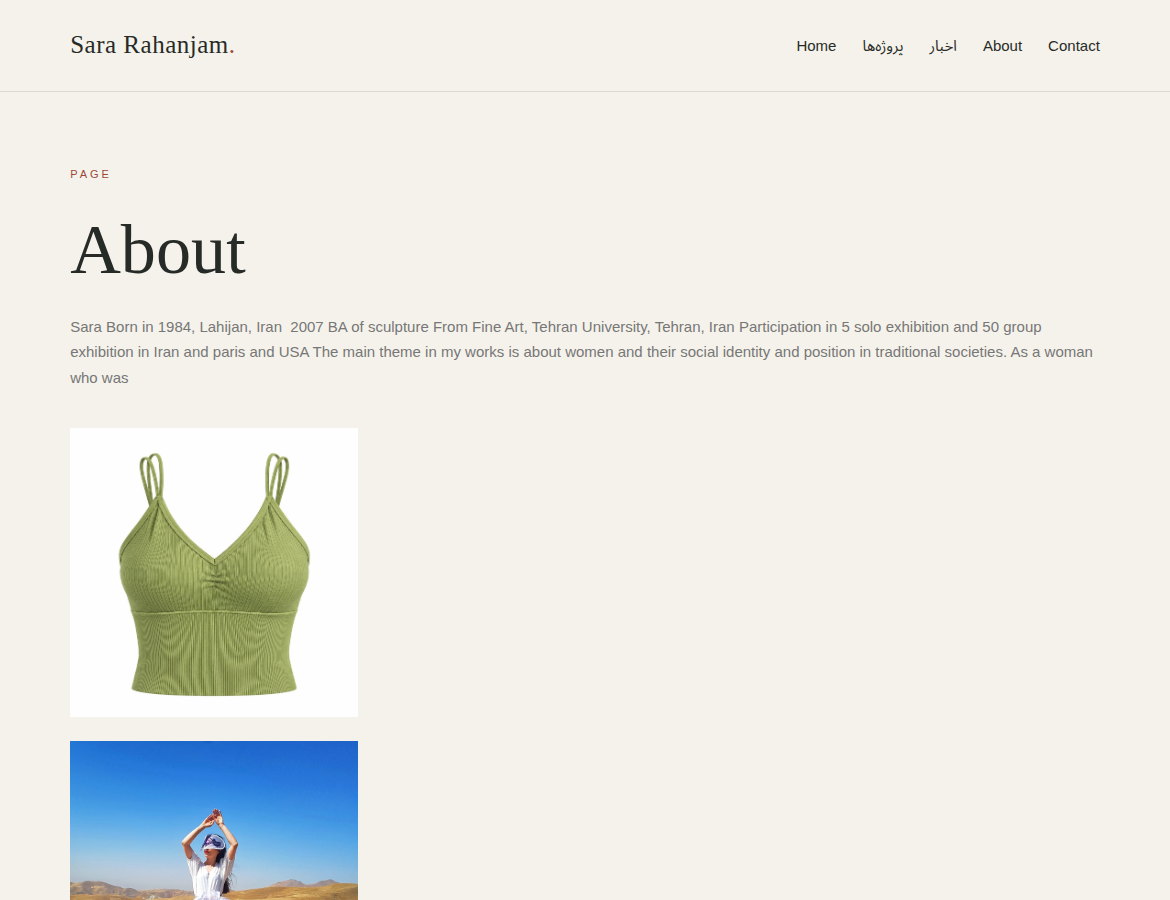 Sara Rahanjam.
Home پروژه‌ها اخبار About Contact
PAGE
About
Sara Born in 1984, Lahijan, Iran  2007 BA of sculpture From Fine Art, Tehran University, Tehran, Iran Participation in 5 solo exhibition and 50 group
exhibition in Iran and paris and USA The main theme in my works is about women and their social identity and position in traditional societies. As a woman
who was